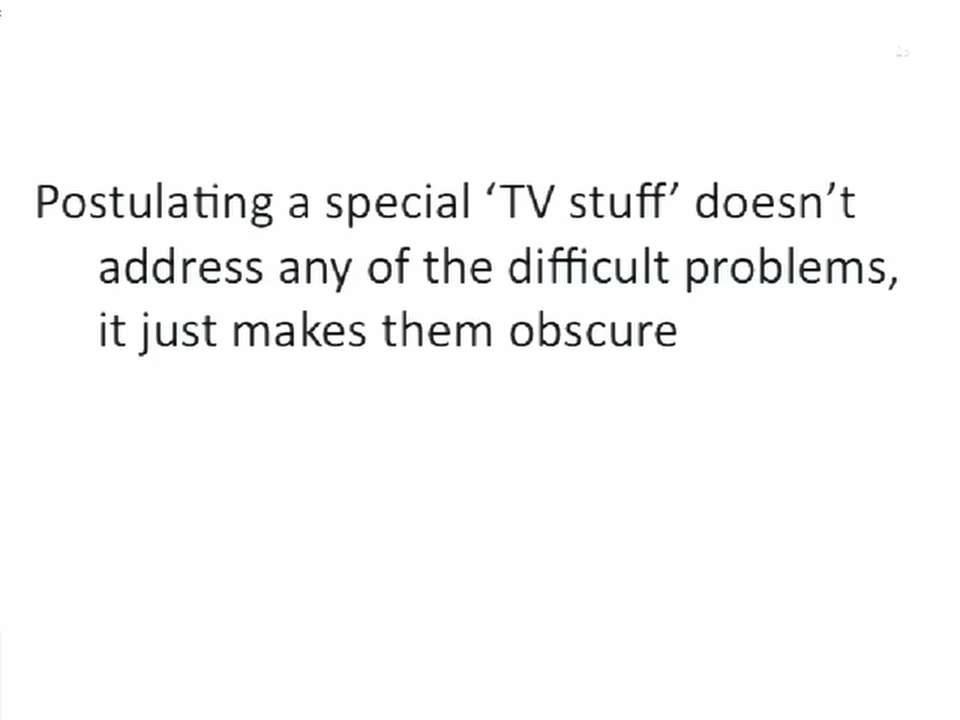 Postulating a special ‘TV stuff’ doesn’t
address any of the difficult problems,
it just makes them obscure